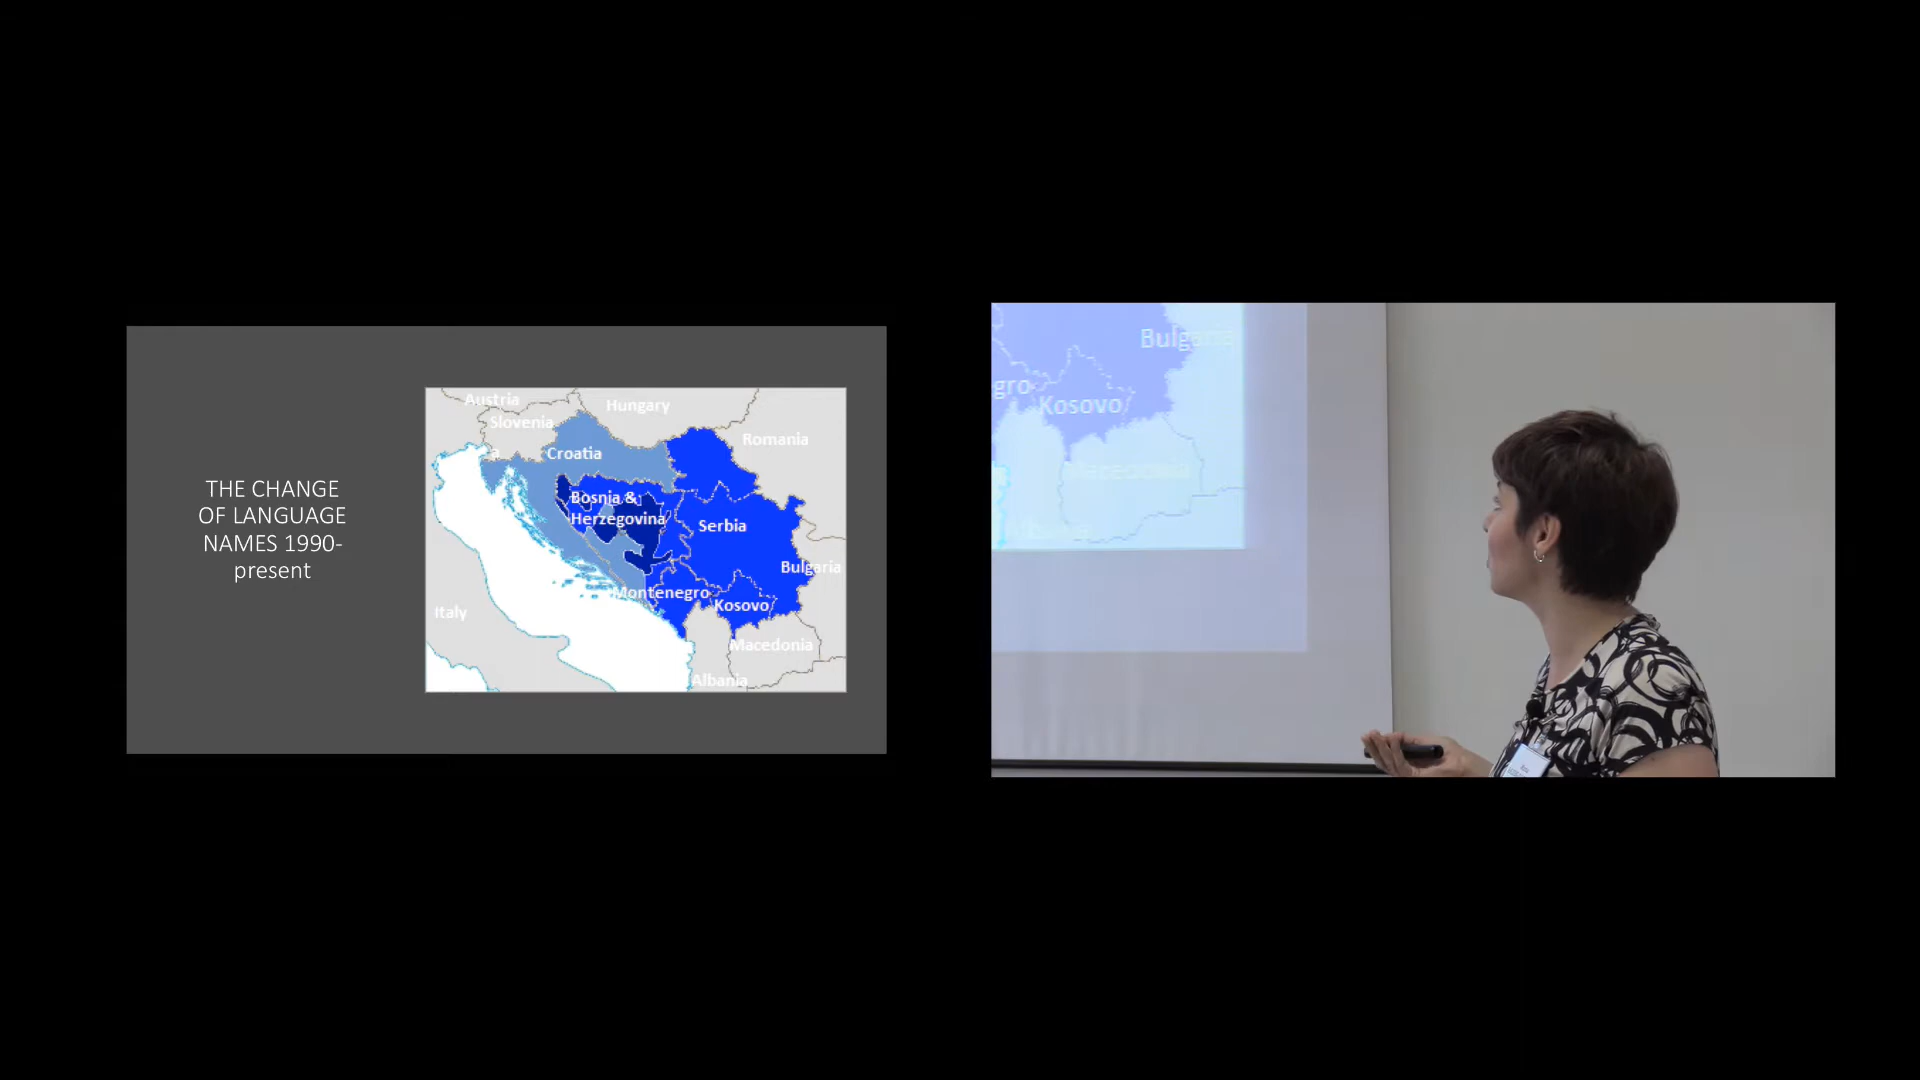 THE CHANGE
OF LANGUAGE
NAMES 1990-
present
Austria
Hungary
Slovenia
Romania
a
Croatia
Bosnia &
Herzegovina
Serbia
Bulgaria
Montenegro
Kosovo
Italy
Macedonia
Albania
Bulgaria
gro
Kosovo
Macedonia